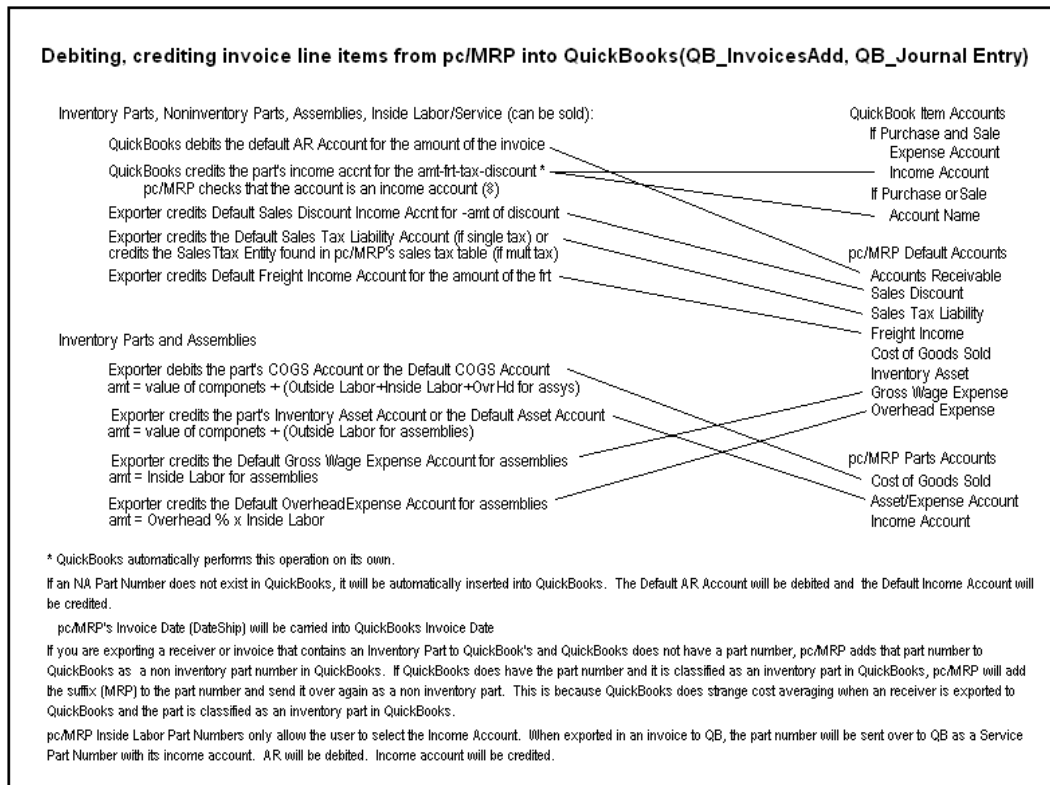 Debiting, crediting invoice line items from pc/MRP into QuickBooks(QB_InvoicesAdd, QB_Journal Entry)
Inventory Parts, Noninventory Parts, Assemblies, Inside Labor/Service (can be sold):
QuickBooks debits the default AR Account for the amount of the invoice
QuickBooks credits the part's income accnt for the amt-frt-tax-discount *
pc/MRP checks that the account is an income account (8)
Exporter credits Default Sales Discount Income Accnt for -amt of discount
Exporter credits the Default Sales Tax Liability Account (if single tax) or
credits the SalesTtax Entity found in pc/MRP's sales tax table (if mult tax)
Exporter credits Default Freight Income Account for the amount of the frt
QuickBook Item Accounts
If Purchase and Sale
Expense Account
Income Account
If Purchase or Sale
Account Name
pc/MRP Default Accounts
Accounts Receivable
Sales Discount
Sales Tax Liability
Freight Income
Cost of Goods Sold
Inventory Asset
Gross Wage Expense
Overhead Expense
Inventory Parts and Assemblies
Exporter debits the part's COGS Account or the Default COGS Account
amt = value of componets + (Outside Labor+Inside Labor+OvrHd for assys)
Exporter credits the part's Inventory Asset Account or the Default Asset Account
amt = value of componets + (Outside Labor for assemblies)
Exporter credits the Default Gross Wage Expense Account for assemblies
amt = Inside Labor for assemblies
Exporter credits the Default Overhead Expense Account for assemblies
amt = Overhead % x Inside Labor
pc/MRP Parts Accounts
Cost of Goods Sold
Asset/Expense Account
Income Account
* QuickBooks automatically performs this operation on its own.
If an NA Part Number does not exist in QuickBooks, it will be automatically inserted into QuickBooks. The Default AR Account will be debited and the Default Income Account will
be credited.
pc/MRP's Invoice Date (DateShip) will be carried into QuickBooks Invoice Date
If you are exporting a receiver or invoice that contains an Inventory Part to QuickBook's and QuickBooks does not have a part number, pc/MRP adds that part number to
QuickBooks as a non inventory part number in QuickBooks. If QuickBooks does have the part number and it is classified as an inventory part in QuickBooks, pc/MRP will add
the suffix (MRP) to the part number and send it over again as a non inventory part. This is because QuickBooks does strange cost averaging when an receiver is exported to
QuickBooks and the part is classified as an inventory part in QuickBooks.
pc/MRP Inside Labor Part Numbers only allow the user to select the Income Account. When exported in an invoice to QB, the part number will be sent over to QB as a Service
Part Number with its income account. AR will be debited. Income account will be credited.